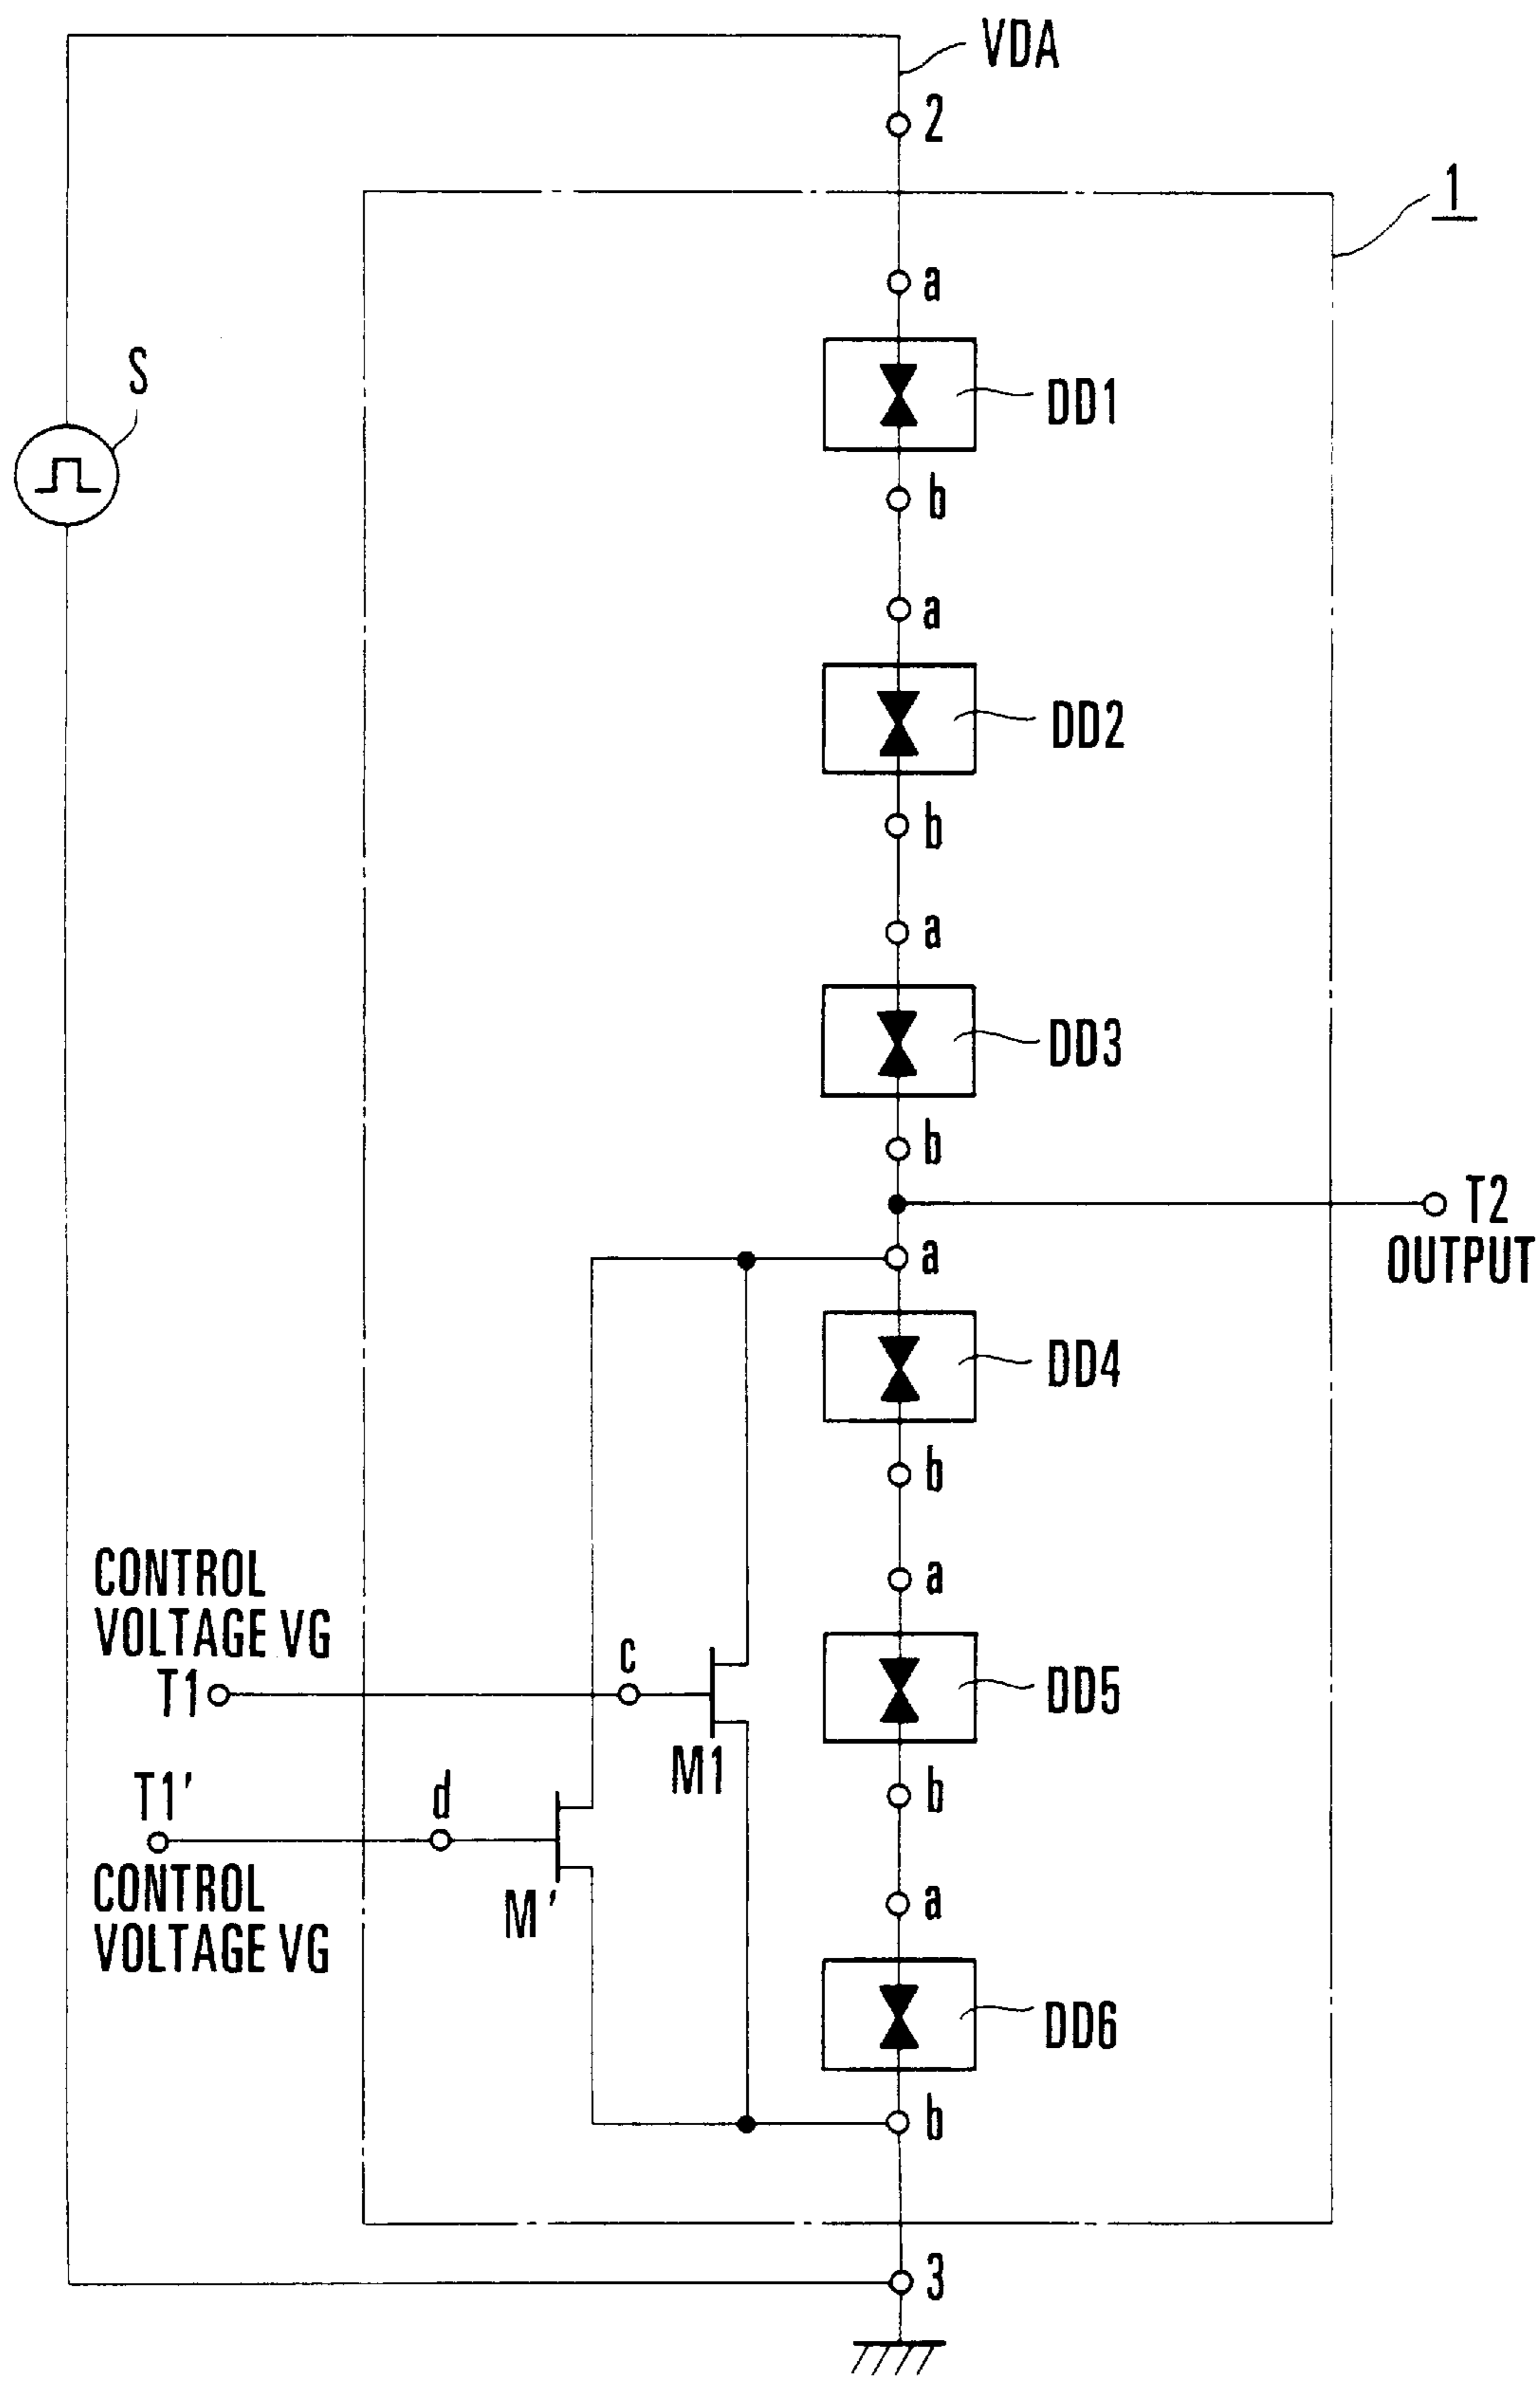 VDA
2
1
a
S
DD1
b
a
DD2
b
a
DD3
b
T2
OUTPUT
a
DD4
b
CONTROL
VOLTAGE VG
a
T1
c
DD5
M1
T1'
d
b
CONTROL
VOLTAGE VG
M'
a
DD6
b
3